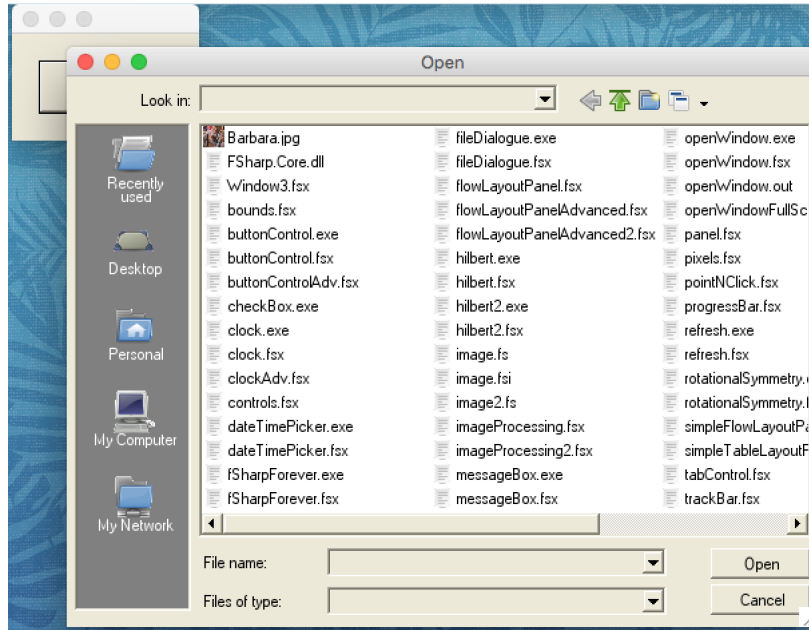 Open
Look in:
Recently
used
Desktop
Personal
My Computer
My Network
Barbara.jpg
FSharp.Core.dll
Window3.fsx
bounds.fsx
buttonControl.exe
buttonControl.fsx
buttonControlAdv.fsx
checkBox.exe
clock.exe
clock.fsx
clockAdv.fsx
controls.fsx
dateTimePicker.exe
dateTimePicker.fsx
fSharpForever.exe
fSharpForever.fsx
fileDialogue.exe
fileDialogue.fsx
flowLayoutPanel.fsx
flowLayoutPanelAdvanced.fsx
flowLayoutPanelAdvanced2.fsx
hilbert.exe
hilbert.fsx
hilbert2.exe
hilbert2.fsx
image.fs
image.fsi
image2.fs
imageProcessing.fsx
imageProcessing2.fsx
messageBox.exe
messageBox.fsx
openWindow.exe
openWindow.fsx
openWindow.out
openWindowFullSc
panel.fsx
pixels.fsx
pointNClick.fsx
progressBar.fsx
refresh.exe
refresh.fsx
rotationalSymmetry.
rotationalSymmetry.
simpleFlowLayoutPa
simpleTableLayoutF
tabControl.fsx
trackBar.fsx
File name:
Open
Files of type:
Cancel